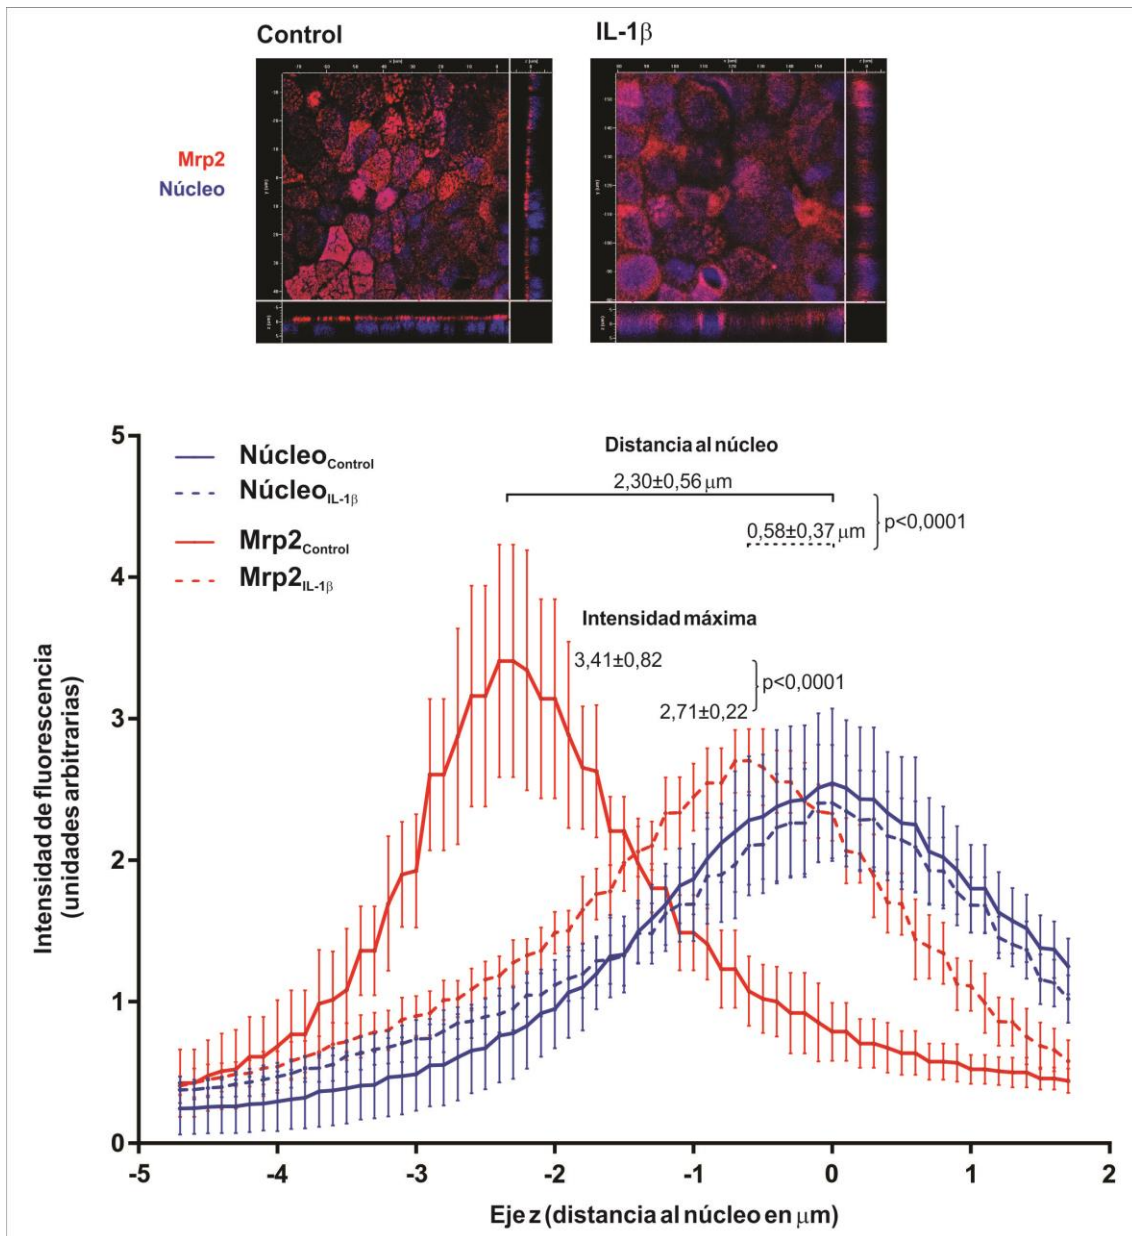 Control
IL-1β
Mrp2
Núcleo
Distancia al núcleo
2,30±0,56 μm
0,58±0,37 μm
p<0,0001
Intensidad máxima
3,41±0,82
2,71±0,22
p<0,0001
NúcleoControl
NúcleoIL-1β
Mrp2Control
Mrp2IL-1β
Intensidad de fluorescencia
(unidades arbitrarias)
5
4
3
2
1
0
-5 -4 -3 -2 -1 0 1 2
Eje z (distancia al núcleo en μm)